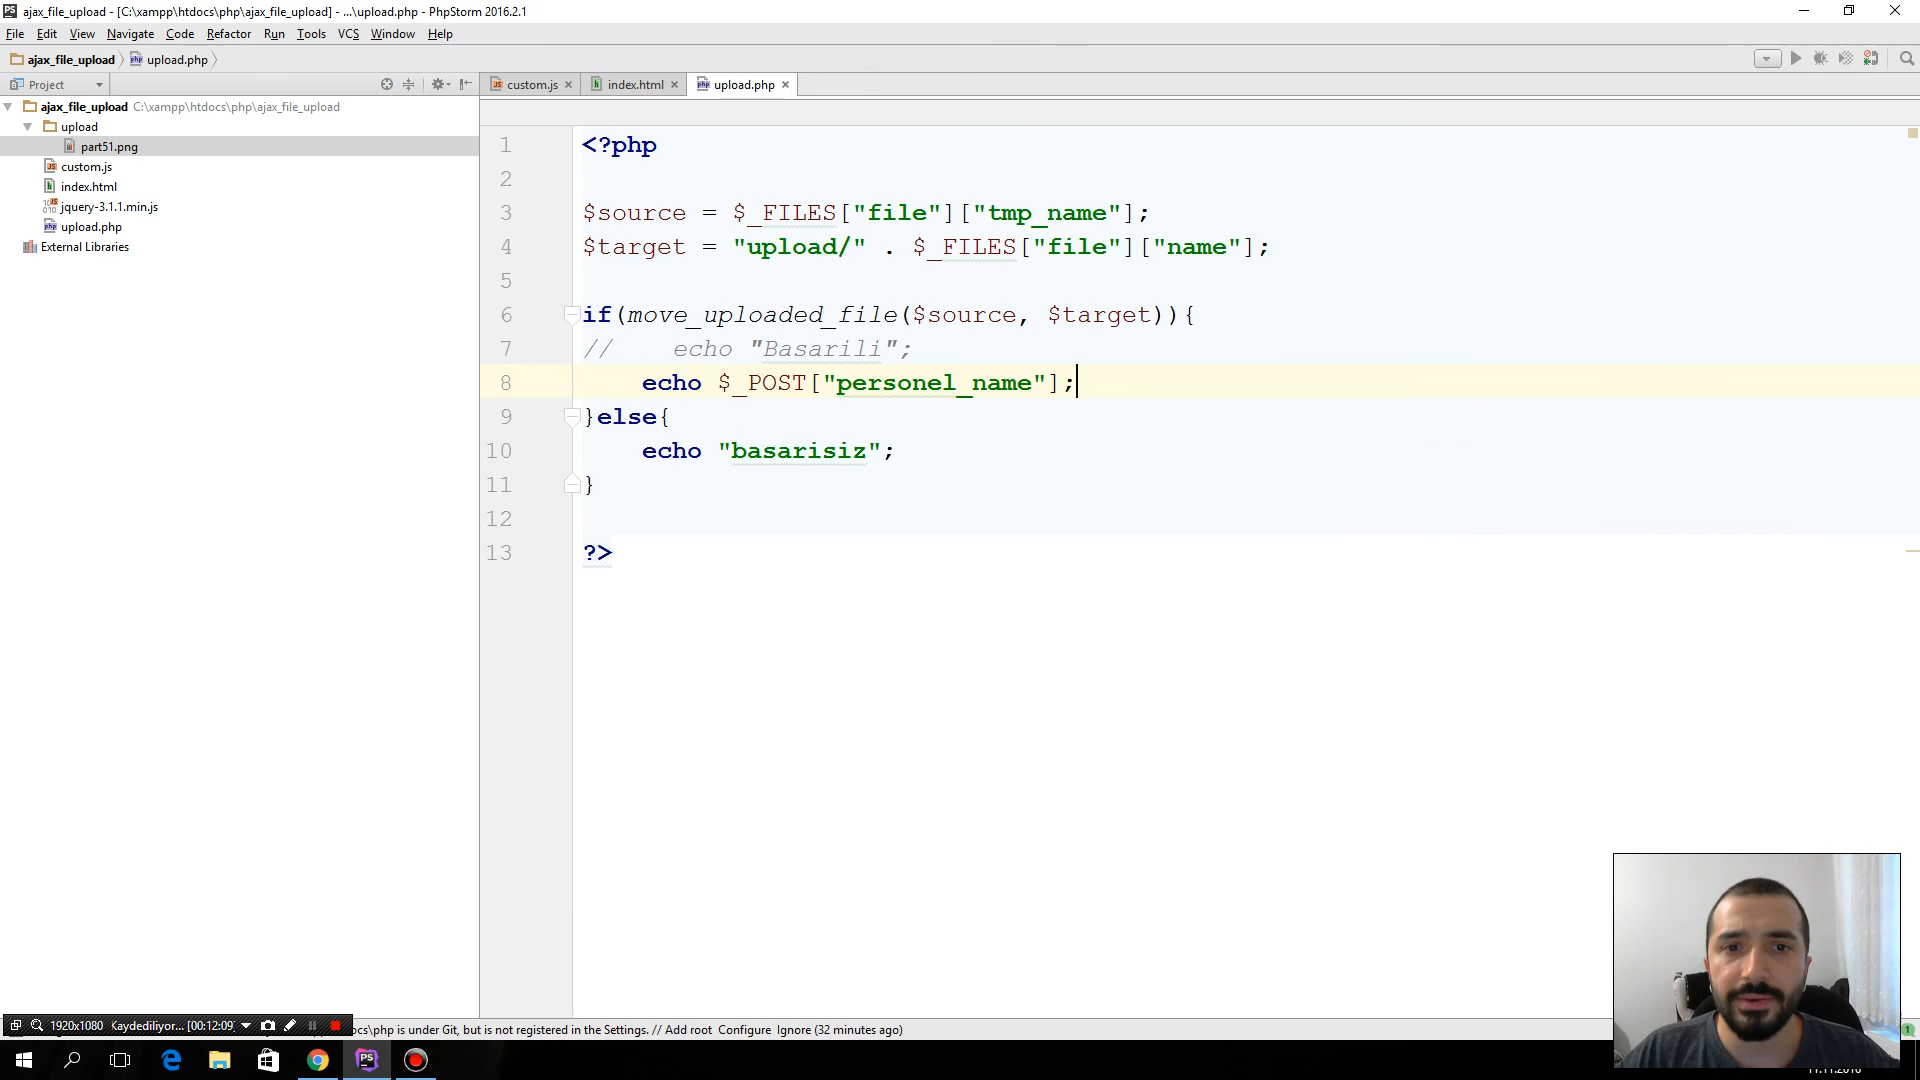 ajax_file_upload - [C:\xampp\htdocs\php\ajax_file_upload] - ...\upload.php - PhpStorm 2016.2.1
File Edit View Navigate Code Refactor Run Tools VCS Window Help
ajax_file_upload upload.php
Project
custom.js index.html upload.php
ajax_file_upload C:\xampp\htdocs\php\ajax_file_upload
upload
part51.png
custom.js
index.html
jquery-3.1.1.min.js
upload.php
External Libraries
1 <?php
2
3 $source = $_FILES["file"]["tmp_name"];
4 $target = "upload/" . $_FILES["file"]["name"];
5
6 if(move_uploaded_file($source, $target)){
7 // echo "Basarili";
8 echo $_POST["personel_name"];
9 }else{
10 echo "basarisiz";
11 }
12
13 ?>
1920x1080 Kaydediliyor... [00:12:09]
ocs\php is under Git, but is not registered in the Settings. // Add root Configure Ignore (32 minutes ago)